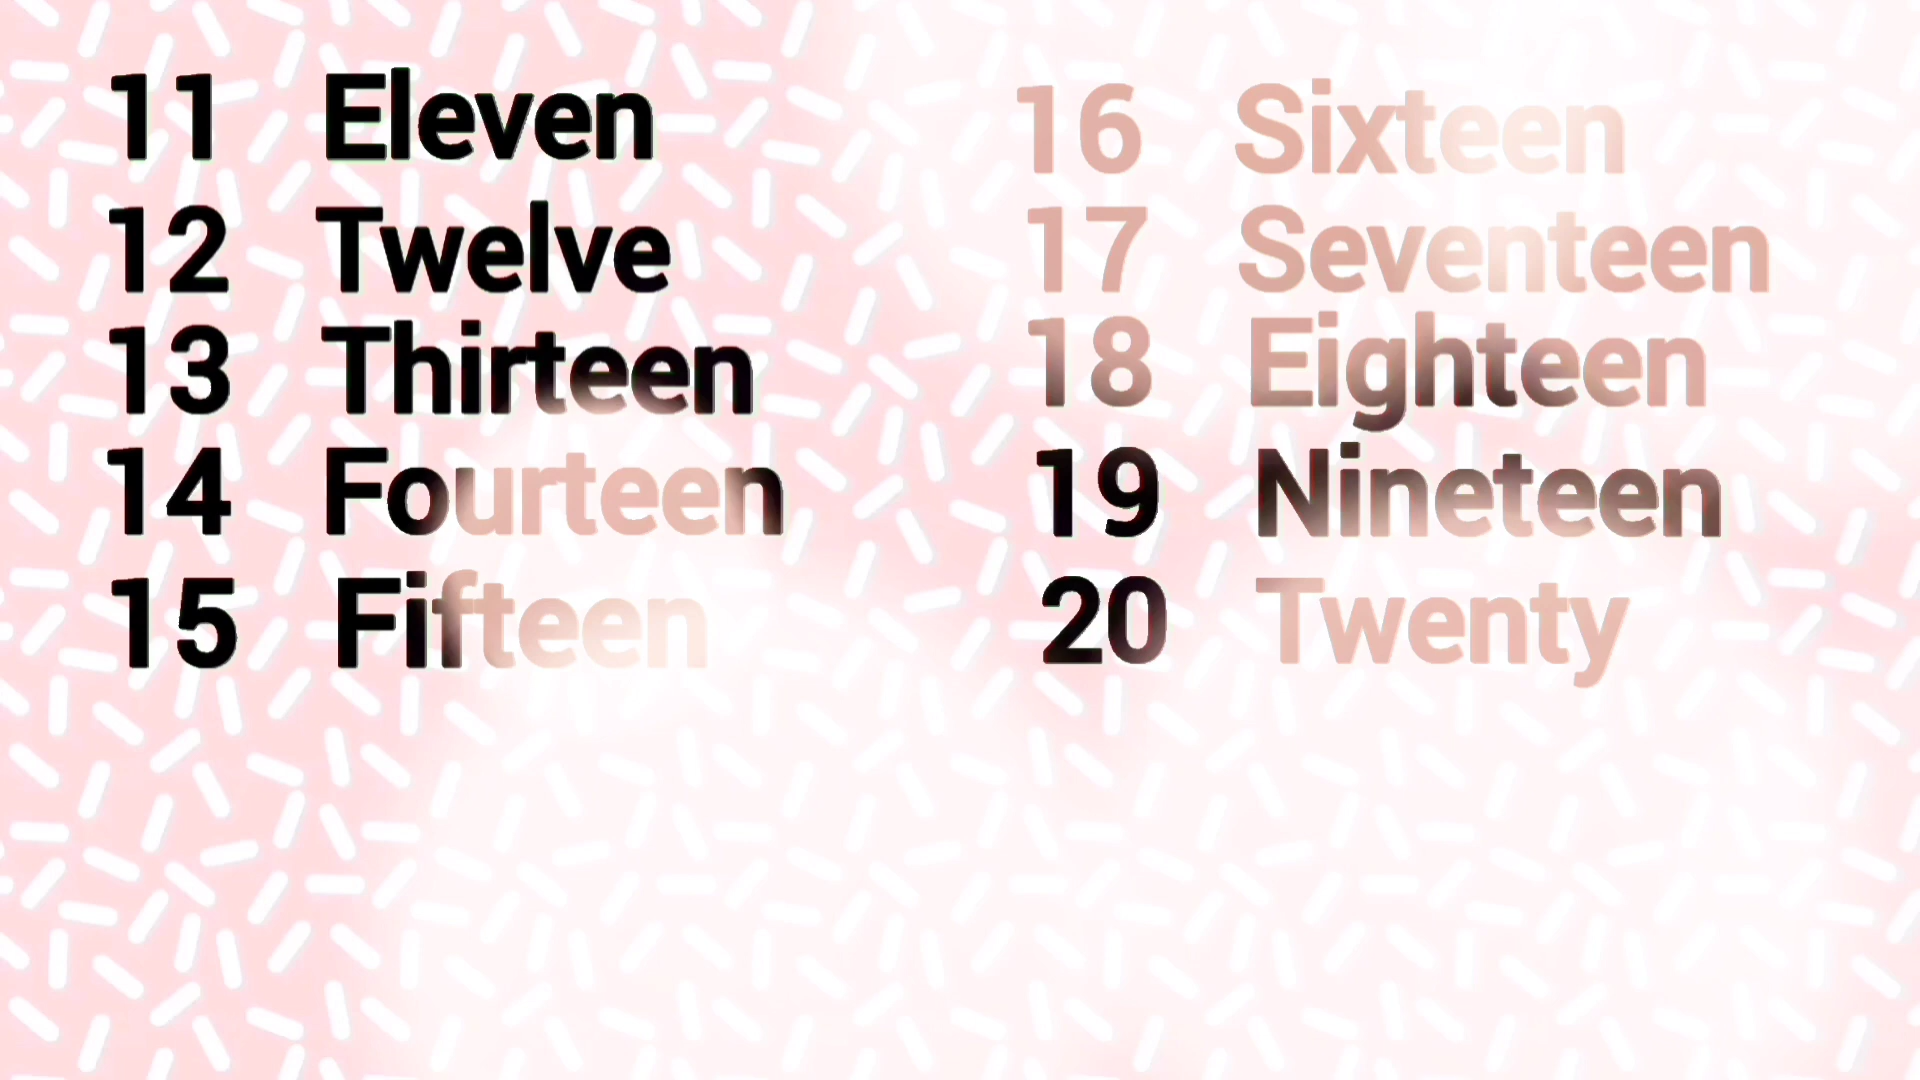 11 Eleven
12 Twelve
13 Thirteen
14 Fourteen
15 Fifteen
16 Sixteen
17 Seventeen
18 Eighteen
19 Nineteen
20 Twenty